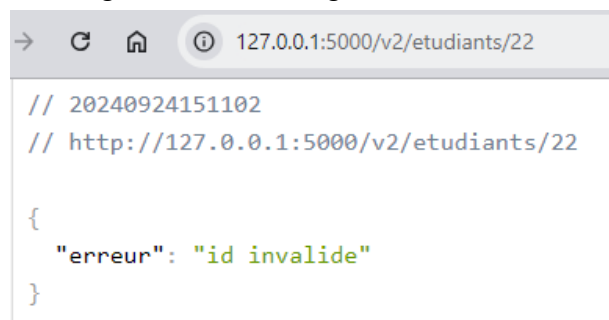 127.0.0.1:5000/v2/etudiants/22
// 20240924151102
// http://127.0.0.1:5000/v2/etudiants/22
{
"erreur": "id invalide"
}